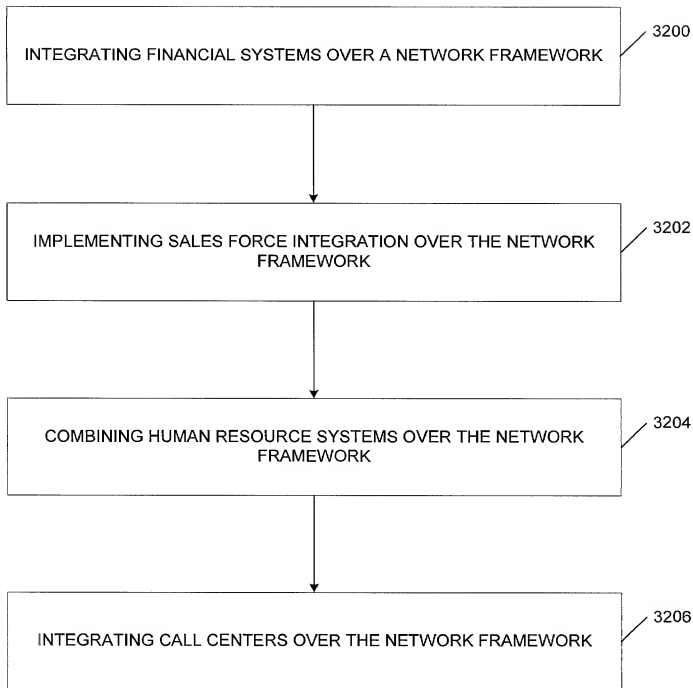 3200
INTEGRATING FINANCIAL SYSTEMS OVER A NETWORK FRAMEWORK
3202
IMPLEMENTING SALES FORCE INTEGRATION OVER THE NETWORK
FRAMEWORK
3204
COMBINING HUMAN RESOURCE SYSTEMS OVER THE NETWORK
FRAMEWORK
3206
INTEGRATING CALL CENTERS OVER THE NETWORK FRAMEWORK